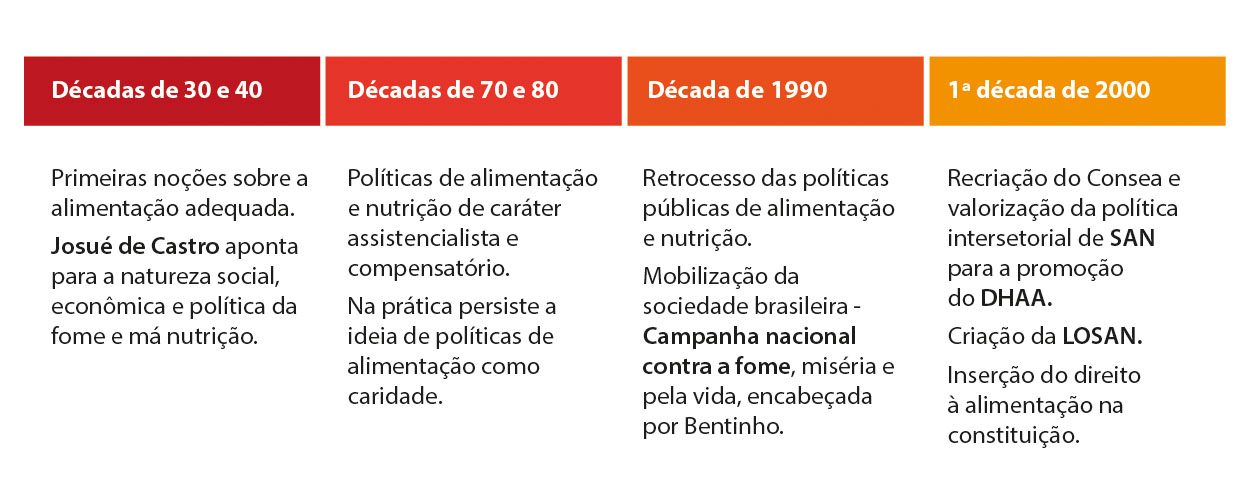 Décadas de 30 e 40
Primeiras noções sobre a
alimentação adequada.
Josué de Castro aponta
para a natureza social,
econômica e política da
fome e má nutrição.
Décadas de 70 e 80
Políticas de alimentação
e nutrição de caráter
assistencialista e
compensatório.
Na prática persiste a
ideia de políticas de
alimentação como
caridade.
Década de 1990
Retrocesso das políticas
públicas de alimentação
e nutrição.
Mobilização da
sociedade brasileira -
Campanha nacional
contra a fome, miséria e
pela vida, encabeçada
por Bentinho.
1ª década de 2000
Recriação do Consea e
valorização da política
intersetorial de SAN
para a promoção
do DHAA.
Criação da LOSAN.
Inserção do direito
à alimentação na
constituição.